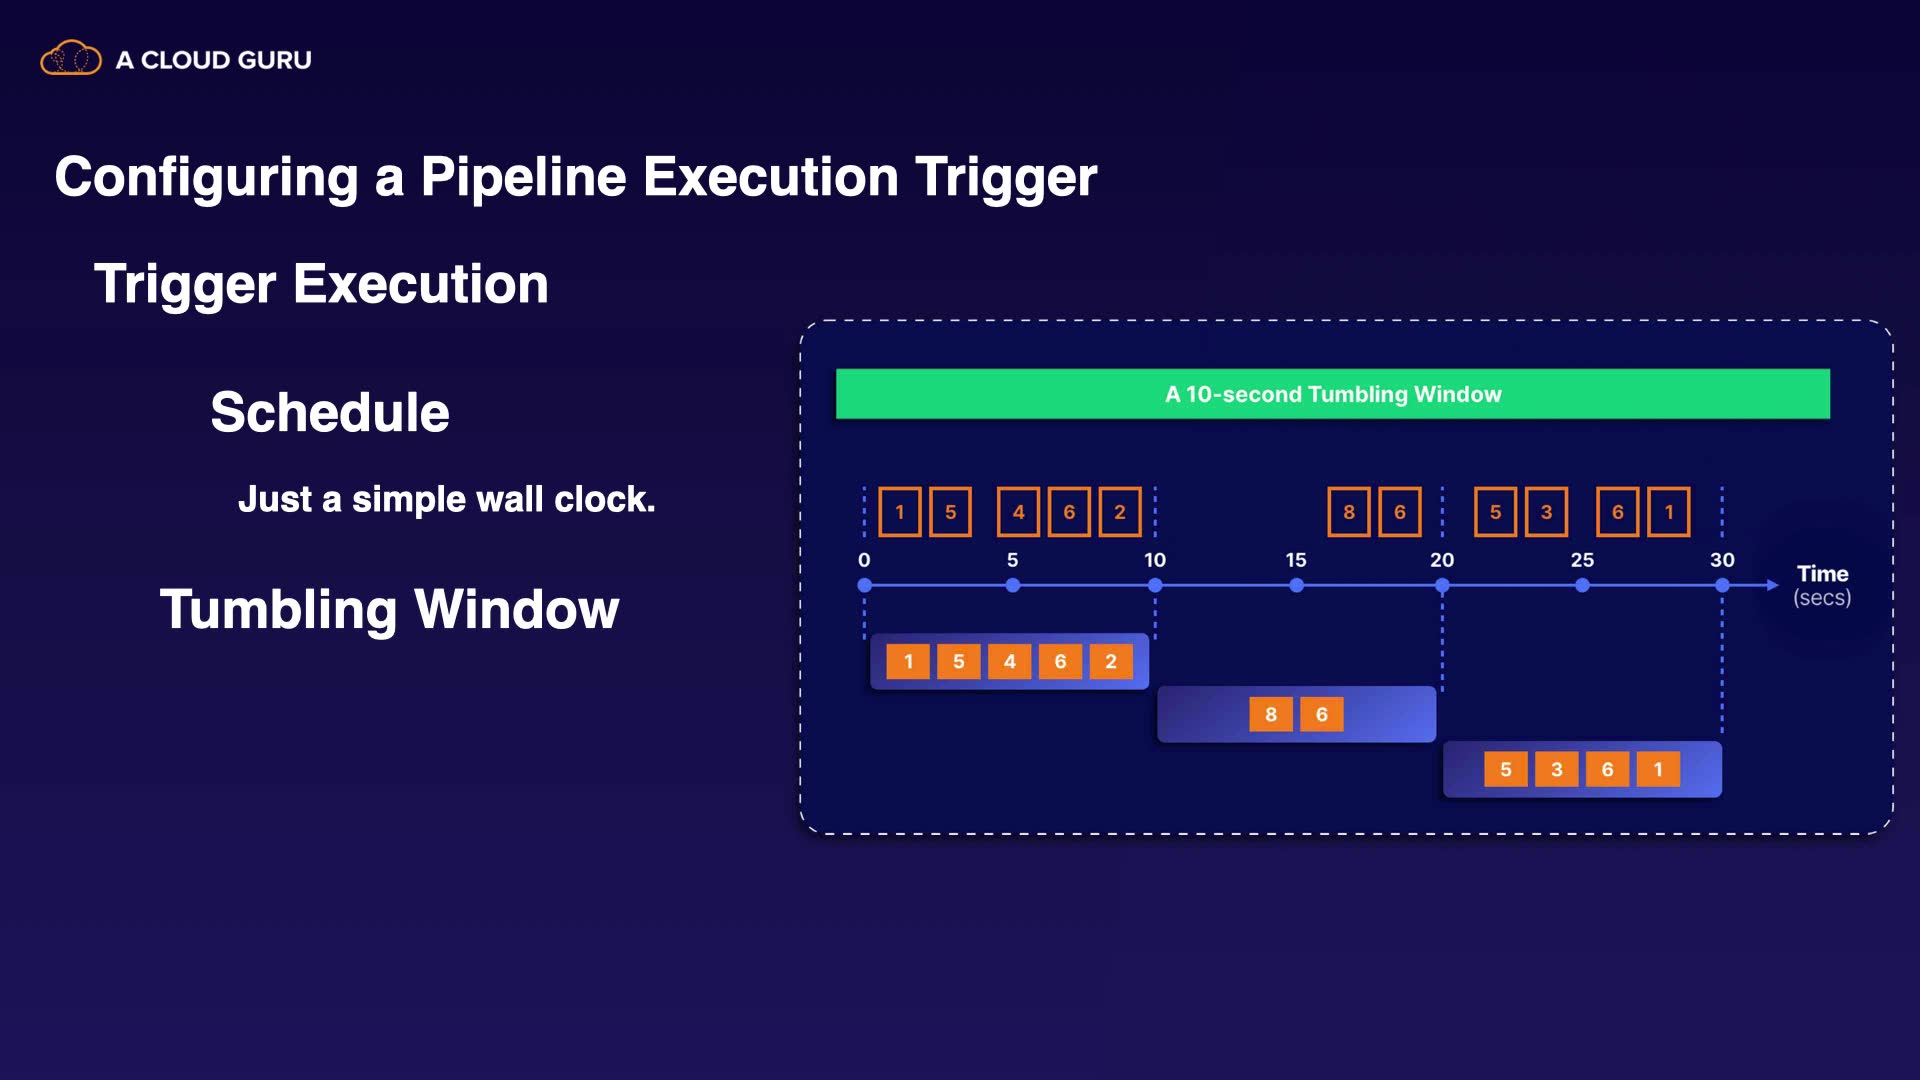 A CLOUD GURU
Configuring a Pipeline Execution Trigger
Trigger Execution
Schedule
Just a simple wall clock.
Tumbling Window
A 10-second Tumbling Window
1 5 4 6 2 8 6 5 3 6 1
0 5 10 15 20 25 30
Time
(secs)
1 5 4 6 2
8 6
5 3 6 1